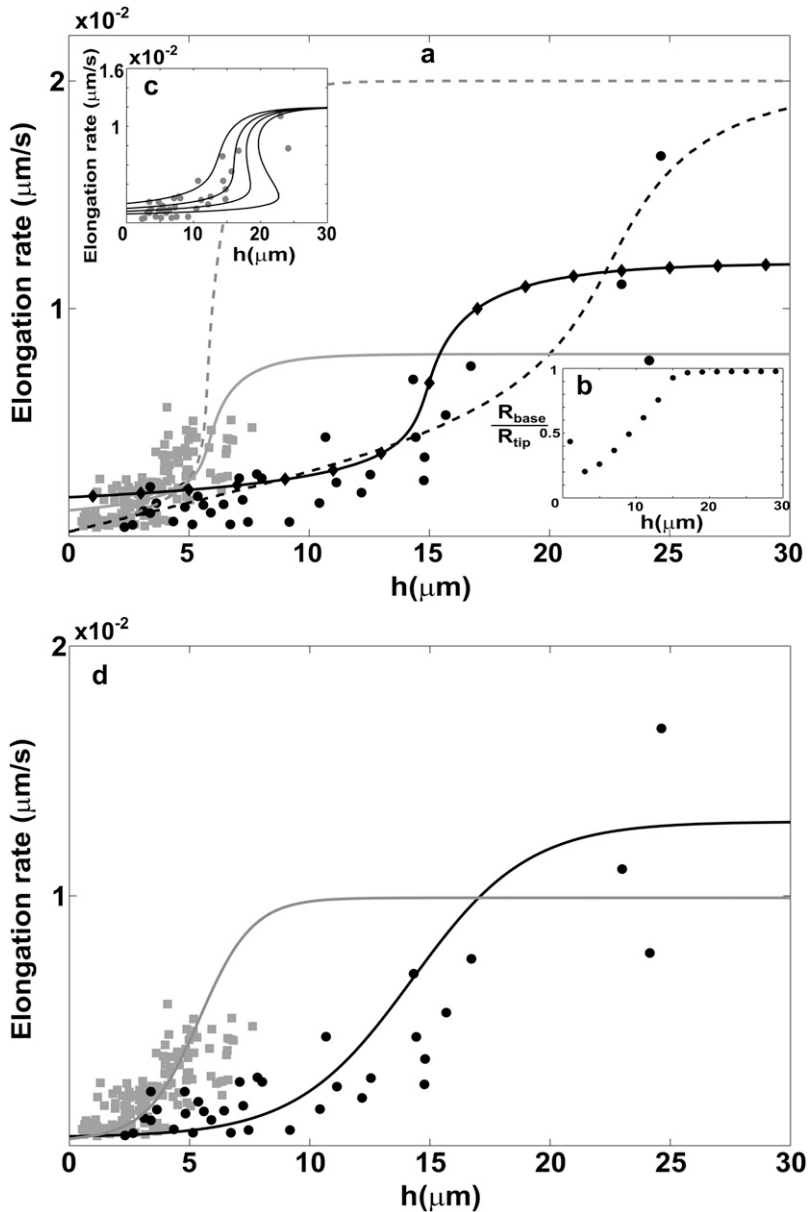 x10⁻²
a
2
1
Elongation rate (μm/s)
x10⁻²
1.6
c
1
Elongation rate (μm/s)
0 10 20 30
h(μm)
1
b
0.5
0
R_base
R_tip
0 10 20 30
h(μm)
0 5 10 15 20 25 30
h(μm)
x10⁻²
2
d
1
Elongation rate (μm/s)
0 5 10 15 20 25 30
h(μm)